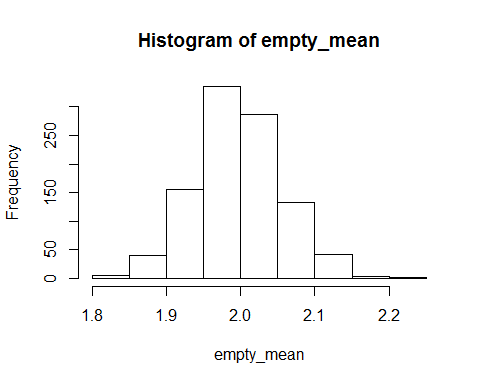 Histogram of empty_mean
Frequency
250
150
50
0
1.8 1.9 2.0 2.1 2.2
empty_mean